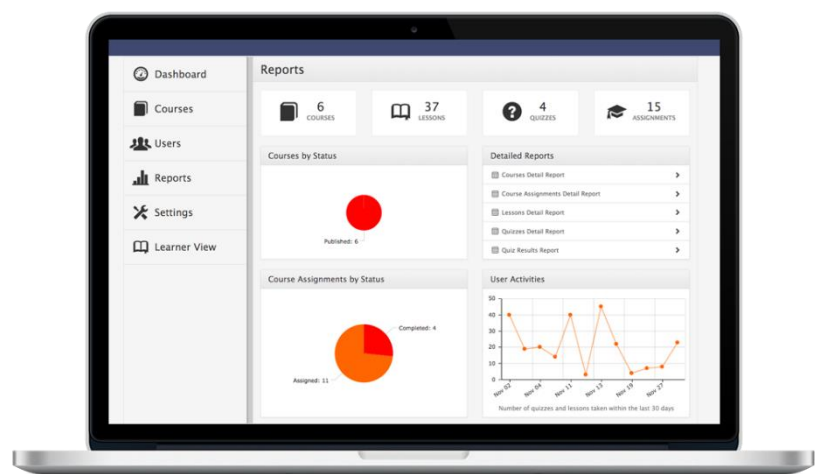 Dashboard
Courses
Users
Reports
Settings
Learner View
Reports
6
COURSES
37
LESSONS
4
QUIZZES
15
ASSIGNMENTS
Courses by Status
Published: 6
Detailed Reports
Courses Detail Report
Course Assignments Detail Report
Lessons Detail Report
Quizzes Detail Report
Quiz Results Report
Course Assignments by Status
Completed: 4
Assigned: 11
User Activities
50
40
30
20
10
0
Nov 02
Nov 04
Nov 11
Nov 13
Nov 19
Nov 27
Number of quizzes and lessons taken within the last 30 days